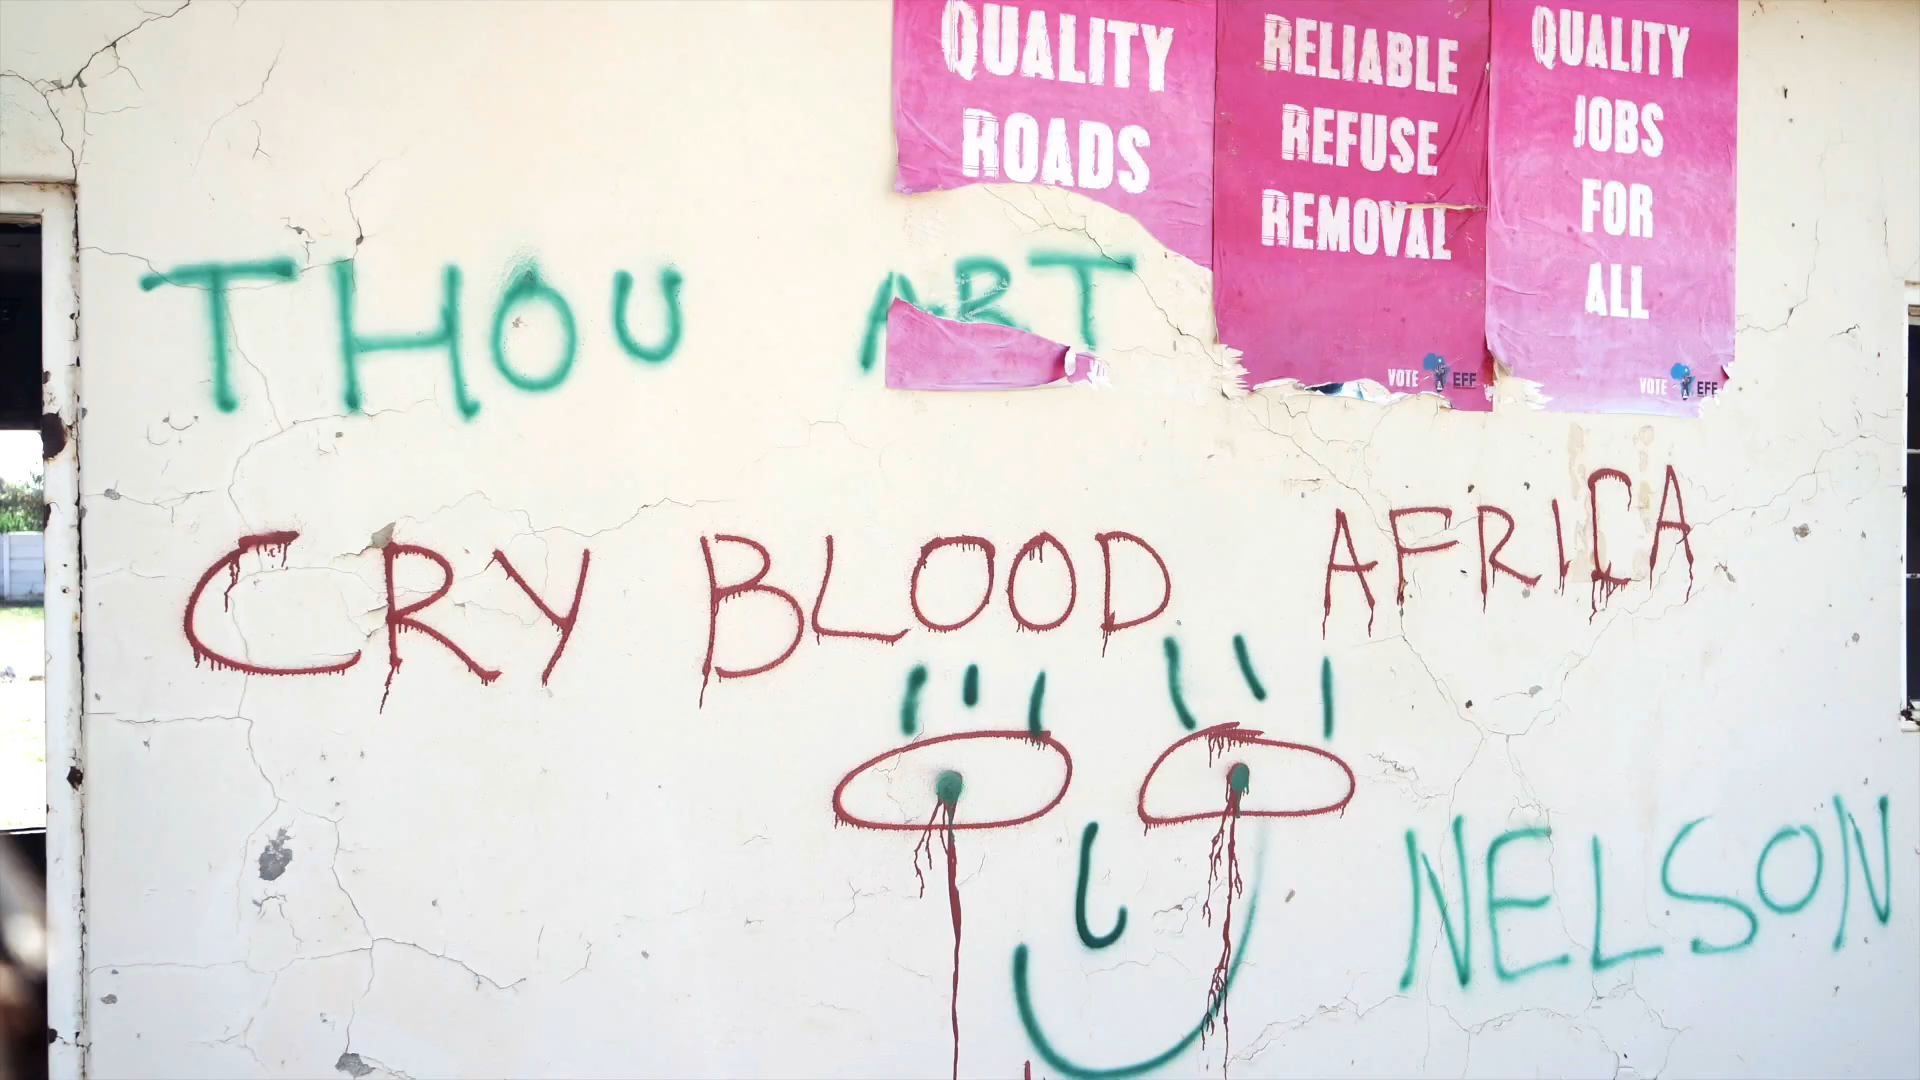 QUALITY
ROADS
RELIABLE
REFUSE
REMOVAL
VOTE EFF
QUALITY
JOBS
FOR
ALL
VOTE EFF
THOU ART
CRY BLOOD AFRICA
NELSON